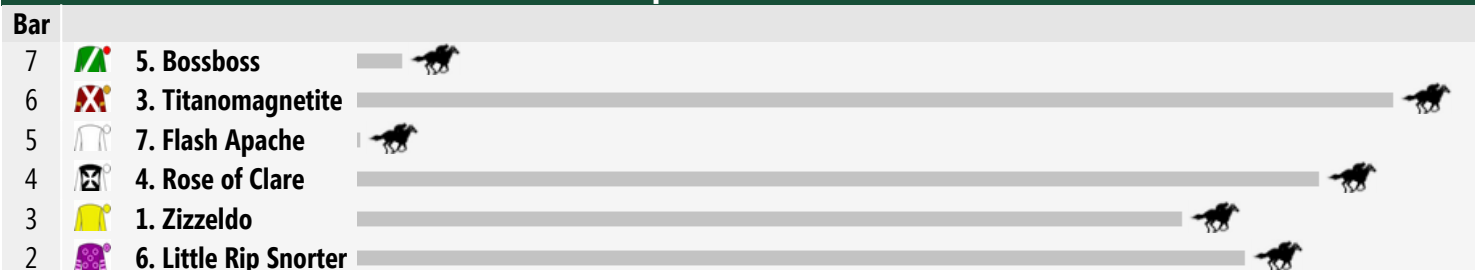 Bar
7 5. Bossboss
6 3. Titanomagnetite
5 7. Flash Apache
4 4. Rose of Clare
3 1. Zizzeldo
2 6. Little Rip Snorter